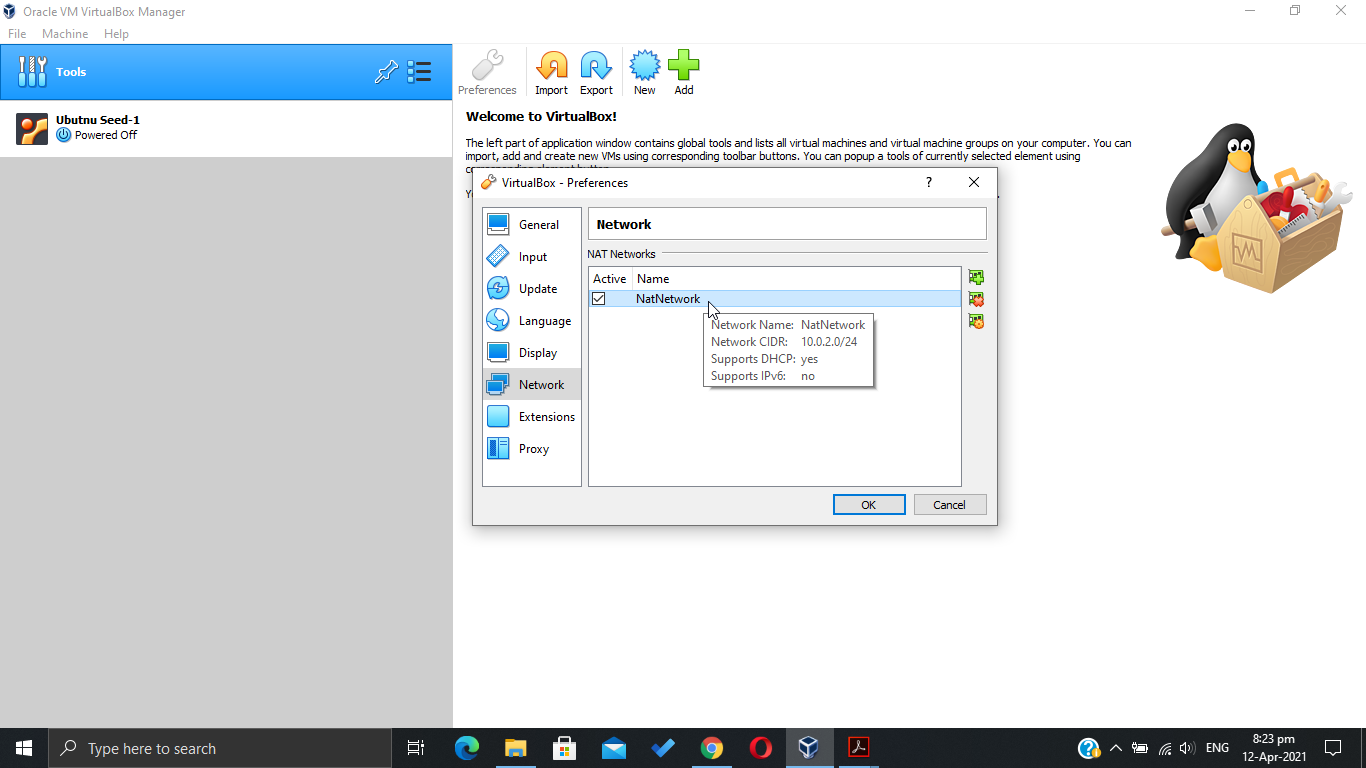 Oracle VM VirtualBox Manager
File Machine Help
Tools
Preferences Import Export New Add
Ubutnu Seed-1
Powered Off
Welcome to VirtualBox!
The left part of application window contains global tools and lists all virtual machines and virtual machine groups on your computer. You can
import, add and create new VMs using corresponding toolbar buttons. You can popup a tools of currently selected element using
VirtualBox - Preferences
?
General
Input
Update
Language
Display
Network
Extensions
Proxy
Network
NAT Networks
Active Name
NatNetwork
Network Name: NatNetwork
Network CIDR: 10.0.2.0/24
Supports DHCP: yes
Supports IPv6: no
OK Cancel
Type here to search
ENG
8:23 pm
12-Apr-2021